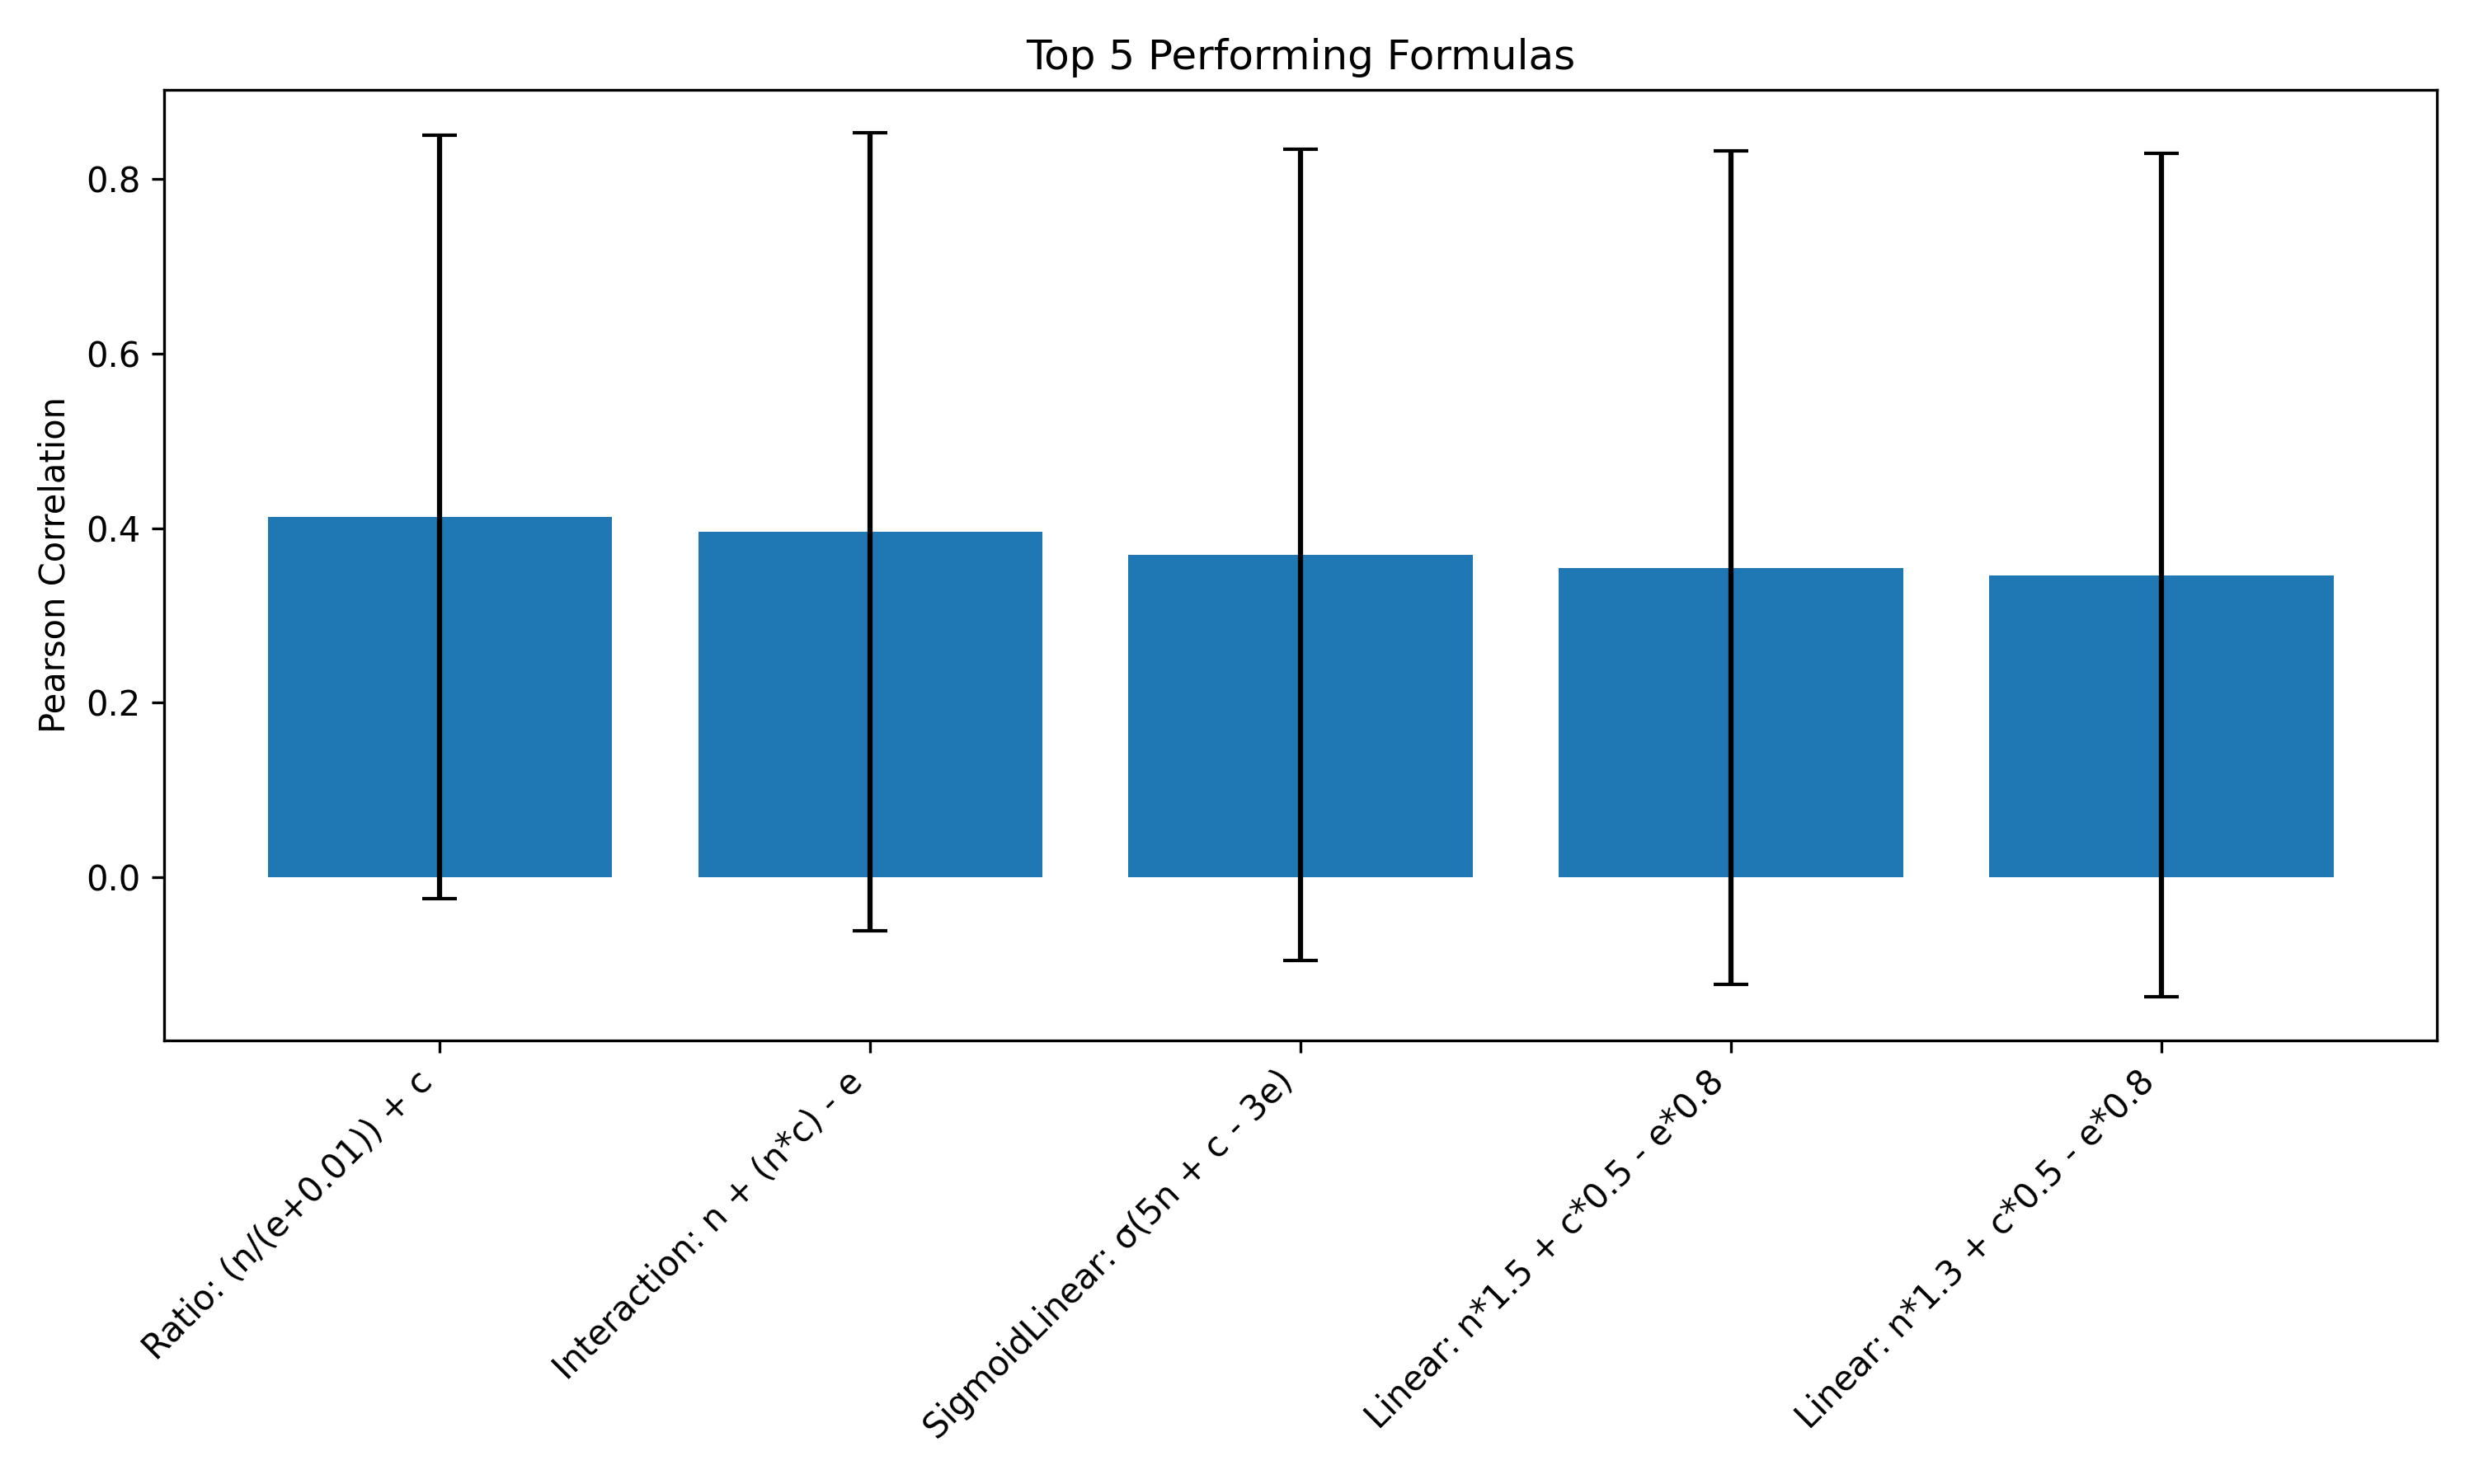 Top 5 Performing Formulas
Pearson Correlation
0.8
0.6
0.4
0.2
0.0
Ratio: (n/(e+0.01)) + c
Interaction: n + (n*c) - e
SigmoidLinear: σ(5n + c - 3e)
Linear: n*1.5 + c*0.5 - e*0.8
Linear: n*1.3 + c*0.5 - e*0.8